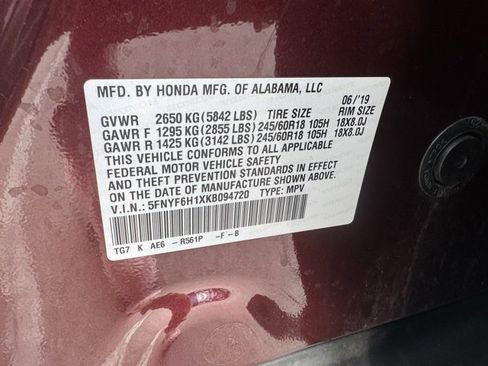 MFD. BY HONDA MFG. OF ALABAMA, LLC
06/'19
GVWR 2650 KG(5842 LBS) TIRE SIZE RIM SIZE
GAWR F 1295 KG(2855 LBS)245/60R18 105H 18X8.0J
GAWR R 1425 KG(3142 LBS)245/60R18 105H 18X8.0J
THIS VEHICLE CONFORMS TO ALL APPLICABLE
FEDERAL MOTOR VEHICLE SAFETY
AND THEFT PREVENTION STANDARDS IN EFFECT
ON THE DATE OF MANUFACTURE SHOWN ABOVE.
V.I.N.: 5FNYF6H1XKB094720 TYPE: MPV
TG7 K AE6 -R561P -F-B